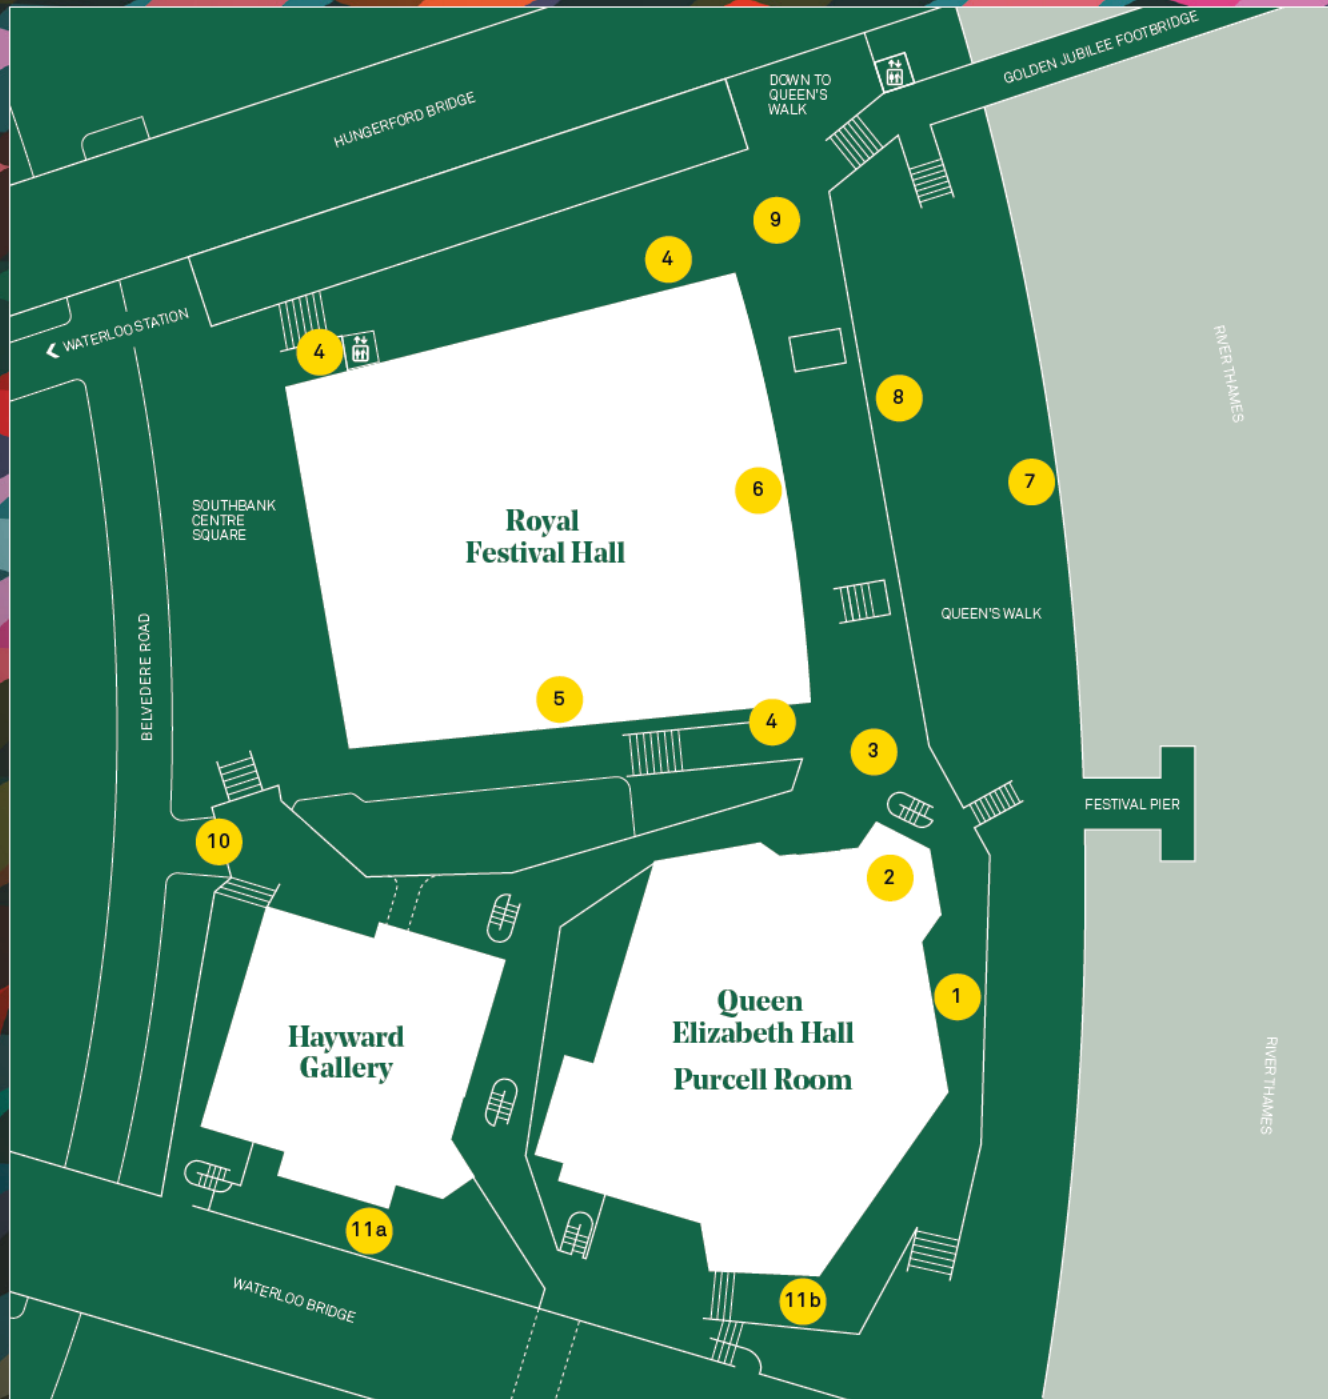 GOLDEN JUBILEE FOOTBRIDGE
DOWN TO
QUEEN'S
WALK
HUNGERFORD BRIDGE
9
4
WATERLOO STATION
4
RIVER THAMES
8
7
6
SOUTHBANK
CENTRE
SQUARE
Royal
Festival Hall
QUEEN'S WALK
BELVEDERE ROAD
5
4
3
FESTIVAL PIER
10
2
1
Queen
Elizabeth Hall
Purcell Room
Hayward
Gallery
RIVER THAMES
11a
WATERLOO BRIDGE
11b